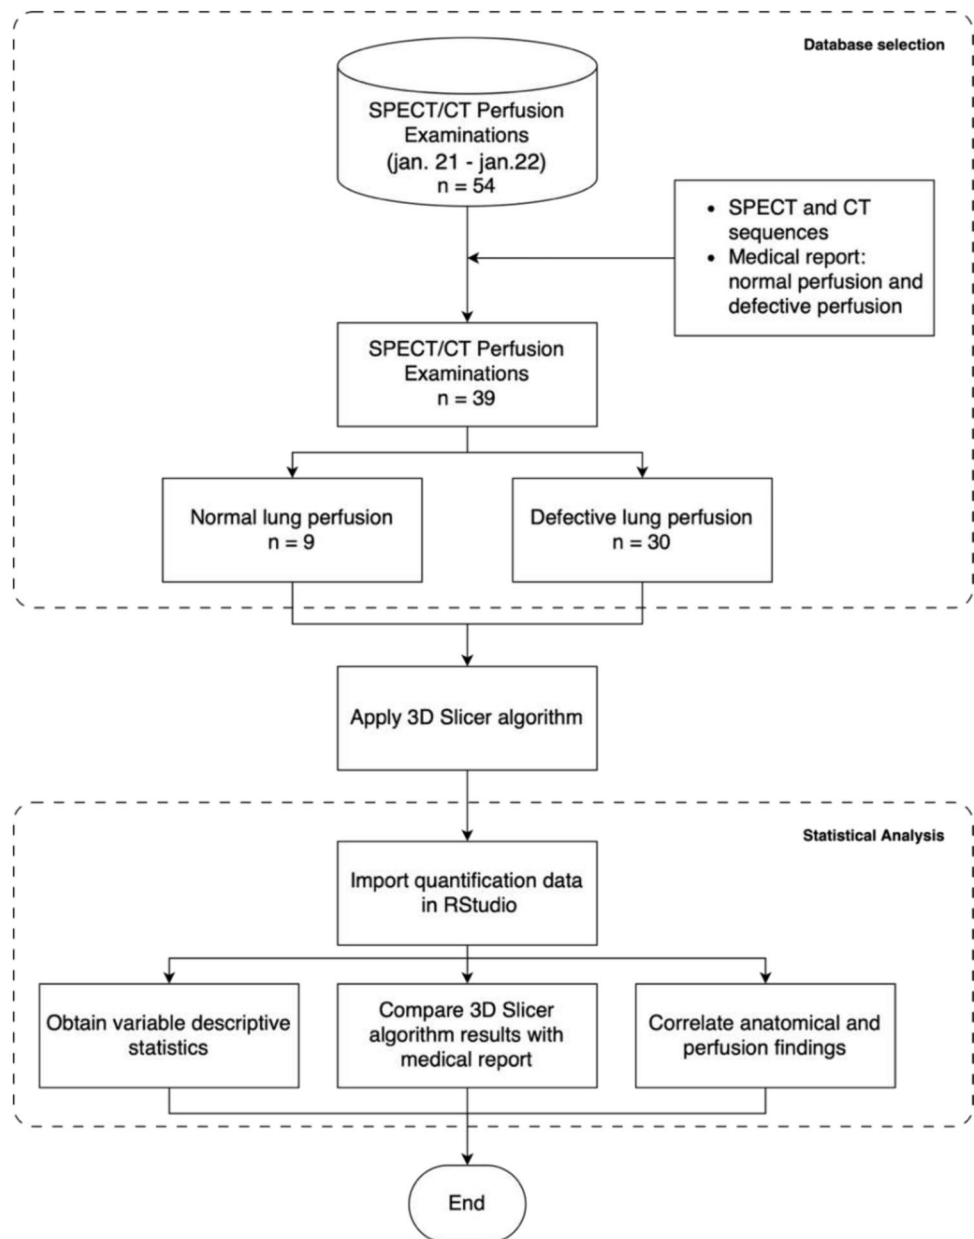 Database selection
SPECT/CT Perfusion
Examinations
(jan. 21 - jan.22)
n = 54
• SPECT and CT
sequences
• Medical report:
normal perfusion and
defective perfusion
SPECT/CT Perfusion
Examinations
n = 39
Normal lung perfusion
n = 9
Defective lung perfusion
n = 30
Apply 3D Slicer algorithm
Statistical Analysis
Import quantification data
in RStudio
Obtain variable descriptive
statistics
Compare 3D Slicer
algorithm results with
medical report
Correlate anatomical and
perfusion findings
End